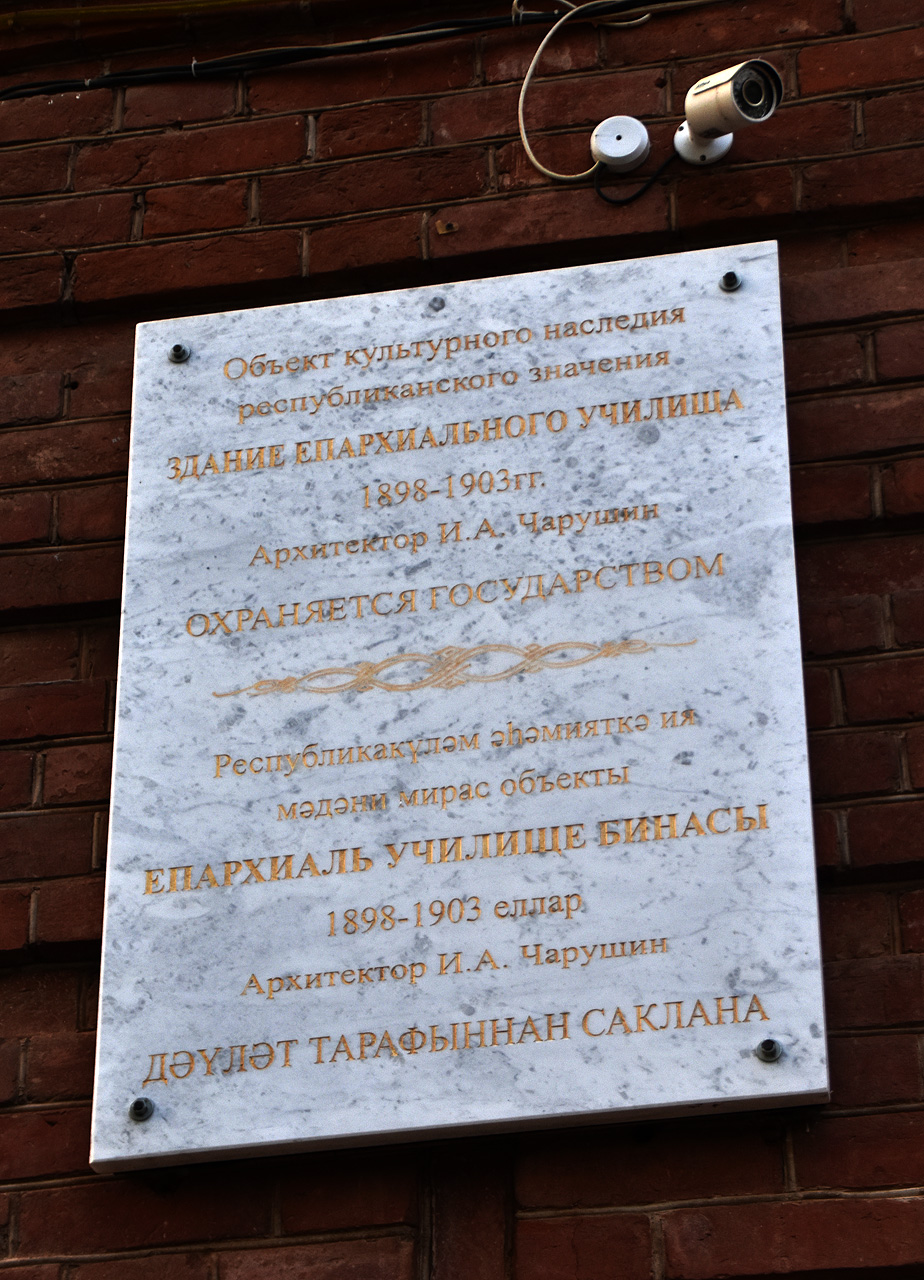 Объект культурного наследия
республиканского значения
ЗДАНИЕ ЕПАРХИАЛЬНОГО УЧИЛИЩА
1898-1903гг.
Архитектор И.А. Чарушин
ОХРАНЯЕТСЯ ГОСУДАРСТВОМ
Республикакүләм әһәмияткә ия
мәдәни мирас объекты
ЕПАРХИАЛЬ УЧИЛИЩЕ БИНАСЫ
1898-1903 еллар
Архитектор И.А. Чарушин
ДӘҮЛӘТ ТАРАФЫННАН САКЛАНА